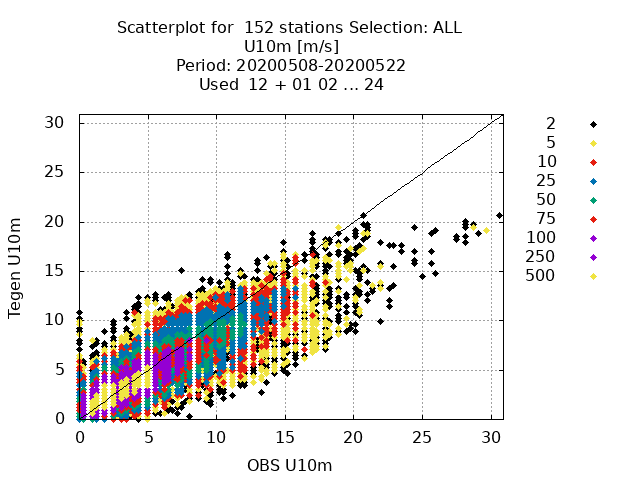 Scatterplot for  152 stations Selection: ALL
U10m [m/s]
Period: 20200508-20200522
Used  12 + 01 02 ... 24
Tegen U10m
30
25
20
15
10
5
0
0 5 10 15 20 25 30
OBS U10m
2
5
10
25
50
75
100
250
500